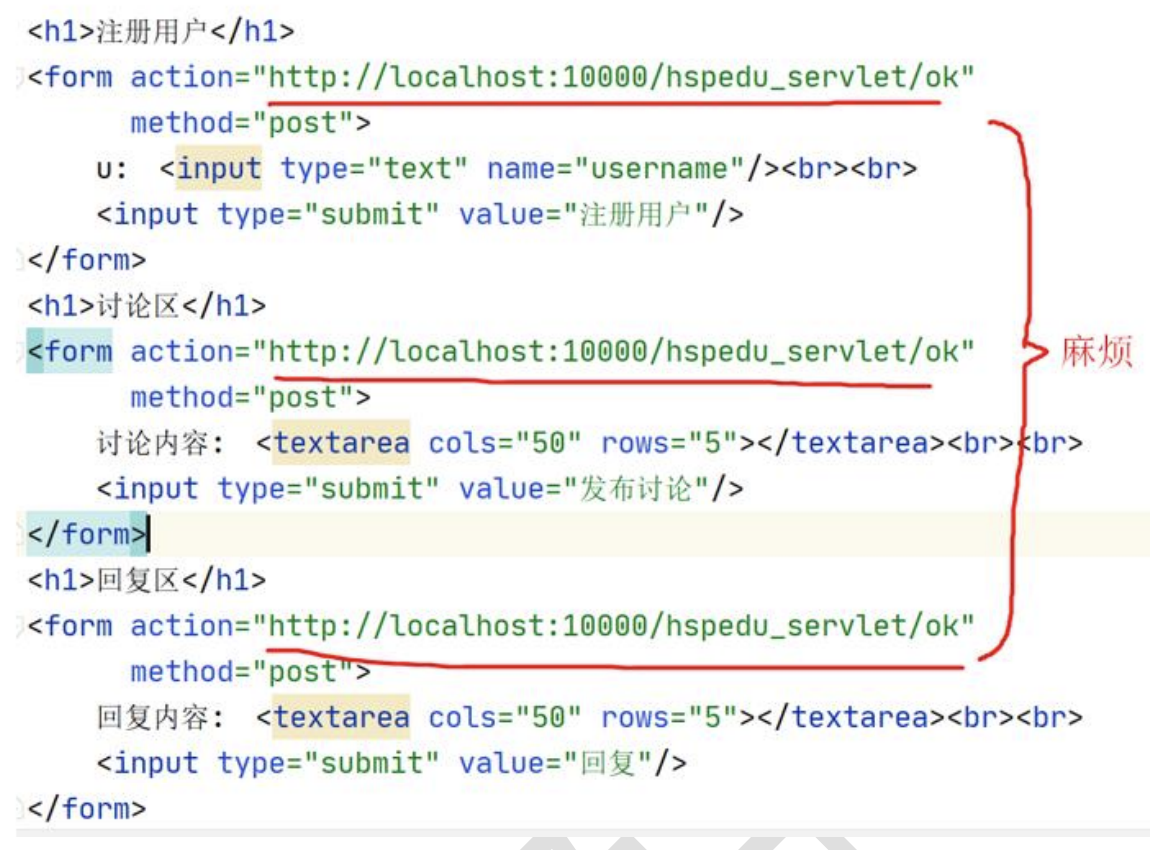 <h1>注册用户</h1>
<form action="http://localhost:10000/hspedu_servlet/ok"
method="post">
u: <input type="text" name="username"/><br><br>
<input type="submit" value="注册用户"/>
</form>
<h1>讨论区</h1>
<form action="http://localhost:10000/hspedu_servlet/ok"
麻烦
method="post">
讨论内容: <textarea cols="50" rows="5"></textarea><br><br>
<input type="submit" value="发布讨论"/>
</form>
<h1>回复区</h1>
<form action="http://localhost:10000/hspedu_servlet/ok"
method="post">
回复内容: <textarea cols="50" rows="5"></textarea><br><br>
<input type="submit" value="回复"/>
</form>